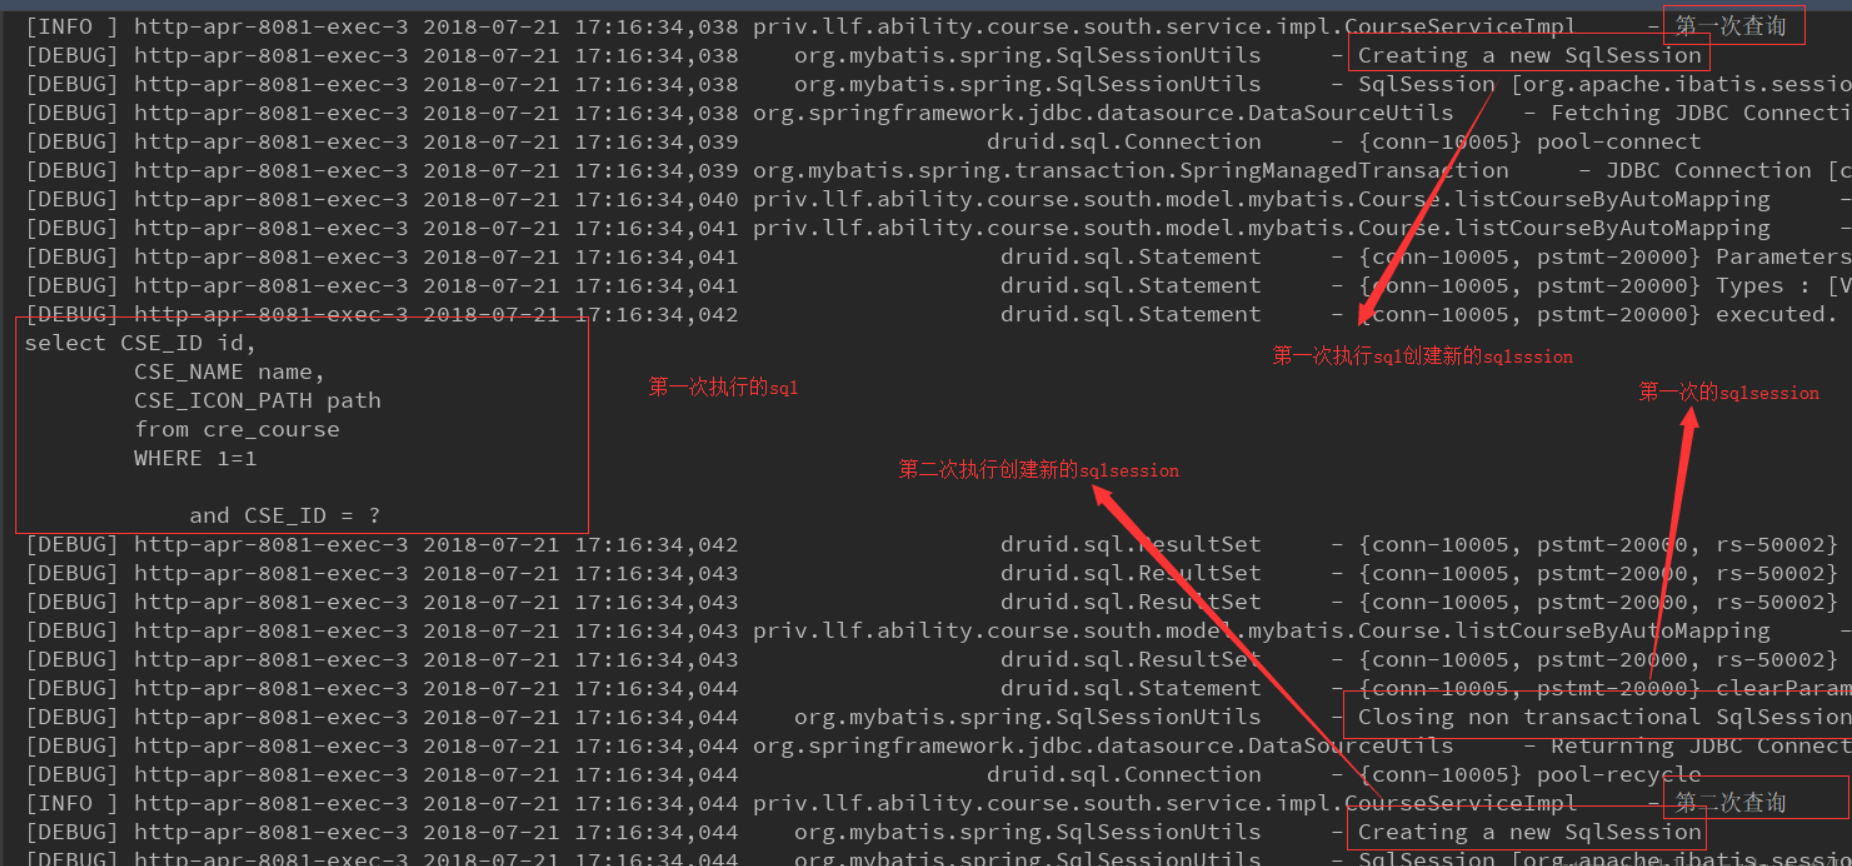 [INFO ] http-apr-8081-exec-3 2018-07-21 17:16:34,038 priv.llf.ability.course.south.service.impl.CourseServiceImpl - 第一次查询
[DEBUG] http-apr-8081-exec-3 2018-07-21 17:16:34,038 org.mybatis.spring.SqlSessionUtils - Creating a new SqlSession
[DEBUG] http-apr-8081-exec-3 2018-07-21 17:16:34,038 org.mybatis.spring.SqlSessionUtils - SqlSession [org.apache.ibatis.sessio
[DEBUG] http-apr-8081-exec-3 2018-07-21 17:16:34,038 org.springframework.jdbc.datasource.DataSourceUtils - Fetching JDBC Connecti
[DEBUG] http-apr-8081-exec-3 2018-07-21 17:16:34,039 druid.sql.Connection - {conn-10005} pool-connect
[DEBUG] http-apr-8081-exec-3 2018-07-21 17:16:34,039 org.mybatis.spring.transaction.SpringManagedTransaction - JDBC Connection [c
[DEBUG] http-apr-8081-exec-3 2018-07-21 17:16:34,040 priv.llf.ability.course.south.model.mybatis.Course.listCourseByAutoMapping -
[DEBUG] http-apr-8081-exec-3 2018-07-21 17:16:34,041 priv.llf.ability.course.south.model.mybatis.Course.listCourseByAutoMapping -
[DEBUG] http-apr-8081-exec-3 2018-07-21 17:16:34,041 druid.sql.Statement - {conn-10005, pstmt-20000} Parameters
[DEBUG] http-apr-8081-exec-3 2018-07-21 17:16:34,041 druid.sql.Statement - {conn-10005, pstmt-20000} Types : [V
[DEBUG] http-apr-8081-exec-3 2018-07-21 17:16:34,042 druid.sql.Statement - {conn-10005, pstmt-20000} executed.
select CSE_ID id,
第一次执行sql创建新的sqlsssion
CSE_NAME name,
第一次执行的sql
第一次的sqlsession
CSE_ICON_PATH path
from cre_course
WHERE 1=1
第二次执行创建新的sqlsession
and CSE_ID = ?
[DEBUG] http-apr-8081-exec-3 2018-07-21 17:16:34,042 druid.sql.ResultSet - {conn-10005, pstmt-20000, rs-50002}
[DEBUG] http-apr-8081-exec-3 2018-07-21 17:16:34,043 druid.sql.ResultSet - {conn-10005, pstmt-20000, rs-50002}
[DEBUG] http-apr-8081-exec-3 2018-07-21 17:16:34,043 druid.sql.ResultSet - {conn-10005, pstmt-20000, rs-50002}
[DEBUG] http-apr-8081-exec-3 2018-07-21 17:16:34,043 priv.llf.ability.course.south.model.mybatis.Course.listCourseByAutoMapping -
[DEBUG] http-apr-8081-exec-3 2018-07-21 17:16:34,043 druid.sql.ResultSet - {conn-10005, pstmt-20000, rs-50002}
[DEBUG] http-apr-8081-exec-3 2018-07-21 17:16:34,044 druid.sql.Statement - {conn-10005, pstmt-20000} clearParam
[DEBUG] http-apr-8081-exec-3 2018-07-21 17:16:34,044 org.mybatis.spring.SqlSessionUtils - Closing non transactional SqlSession
[DEBUG] http-apr-8081-exec-3 2018-07-21 17:16:34,044 org.springframework.jdbc.datasource.DataSourceUtils - Returning JDBC Connect
[DEBUG] http-apr-8081-exec-3 2018-07-21 17:16:34,044 druid.sql.Connection - {conn-10005} pool-recycle
[INFO ] http-apr-8081-exec-3 2018-07-21 17:16:34,044 priv.llf.ability.course.south.service.impl.CourseServiceImpl - 第二次查询
[DEBUG] http-apr-8081-exec-3 2018-07-21 17:16:34,044 org.mybatis.spring.SqlSessionUtils - Creating a new SqlSession
[DEBUG] http-apr-8081-exec-3 2018-07-21 17:16:34,044 org.mybatis.spring.SqlSessionUtils - SqlSession [org.apache.ibatis.sessio